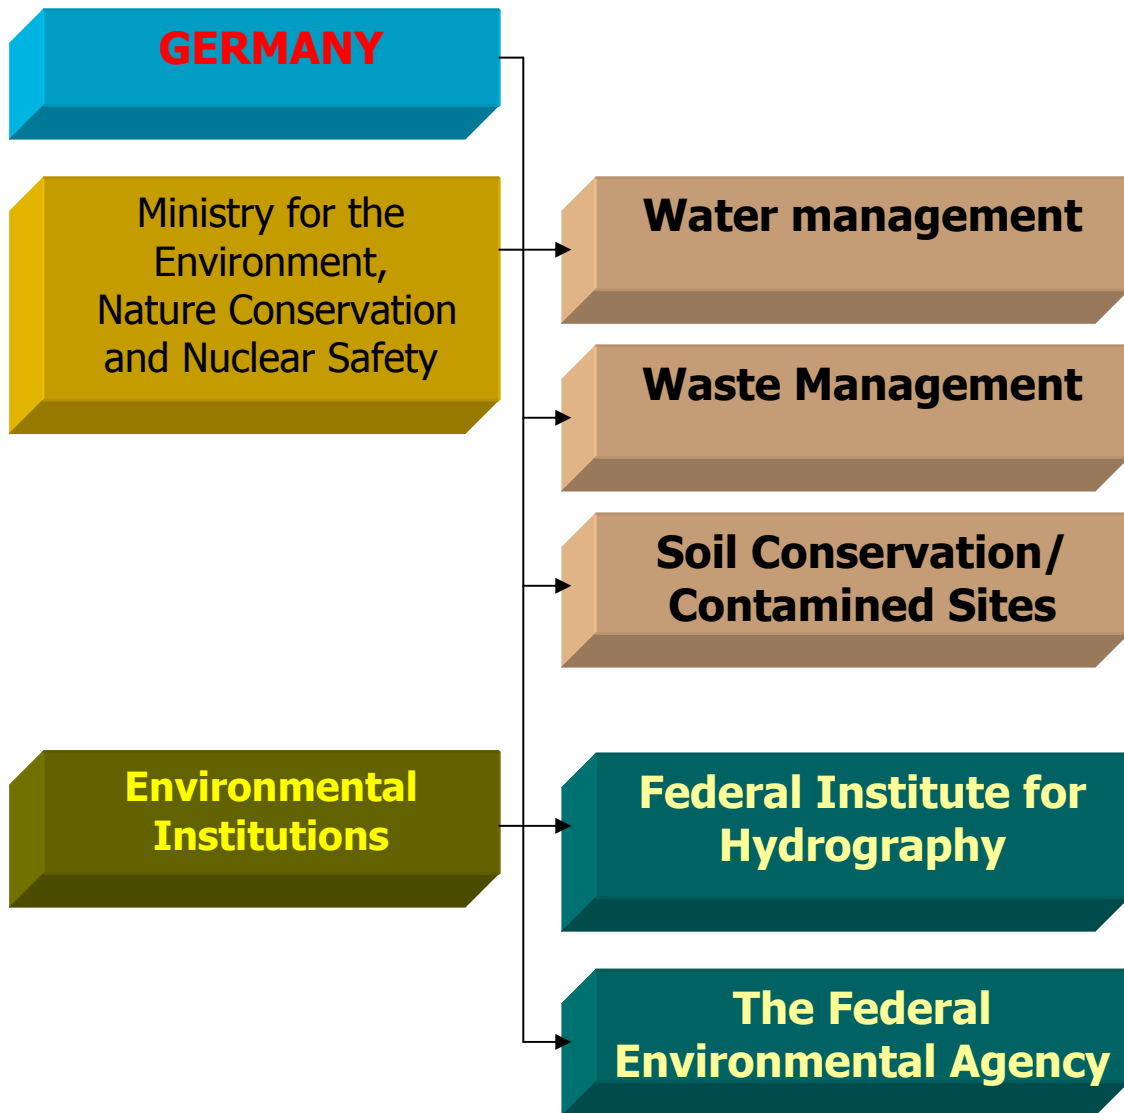 GERMANY
Ministry for the
Environment,
Nature Conservation
and Nuclear Safety
Water management
Waste Management
Soil Conservation/
Contamined Sites
Environmental
Institutions
Federal Institute for
Hydrography
The Federal
Environmental Agency